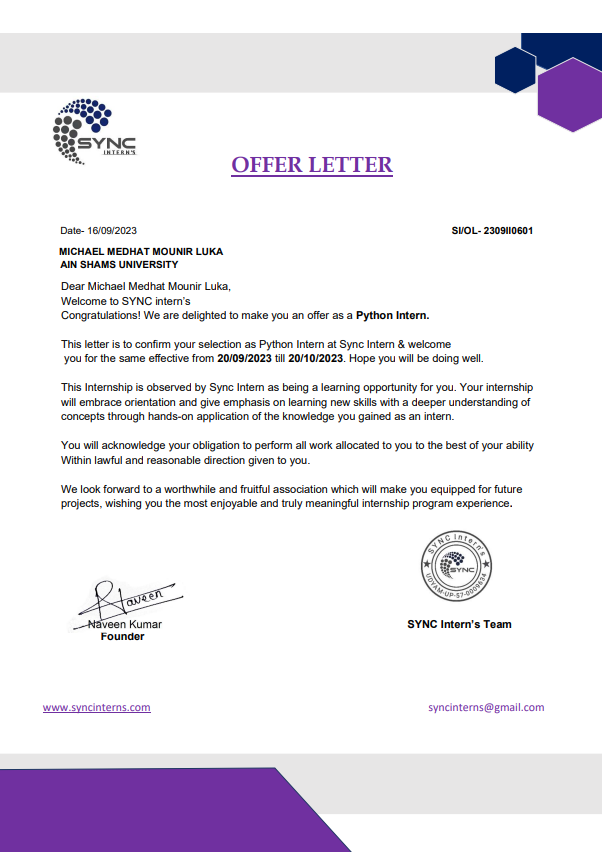 SYNC
INTERN'S
OFFER LETTER
Date- 16/09/2023 SI/OL- 2309II0601
MICHAEL MEDHAT MOUNIR LUKA
AIN SHAMS UNIVERSITY
Dear Michael Medhat Mounir Luka,
Welcome to SYNC intern's
Congratulations! We are delighted to make you an offer as a Python Intern.
This letter is to confirm your selection as Python Intern at Sync Intern & welcome
you for the same effective from 20/09/2023 till 20/10/2023. Hope you will be doing well.
This Internship is observed by Sync Intern as being a learning opportunity for you. Your internship
will embrace orientation and give emphasis on learning new skills with a deeper understanding of
concepts through hands-on application of the knowledge you gained as an intern.
You will acknowledge your obligation to perform all work allocated to you to the best of your ability
Within lawful and reasonable direction given to you.
We look forward to a worthwhile and fruitful association which will make you equipped for future
projects, wishing you the most enjoyable and truly meaningful internship program experience.
SYNC Intern's
SYNC
UDYAM-UP-57-0009634
Naveen
Naveen Kumar
Founder
SYNC Intern's Team
www.syncinterns.com syncinterns@gmail.com